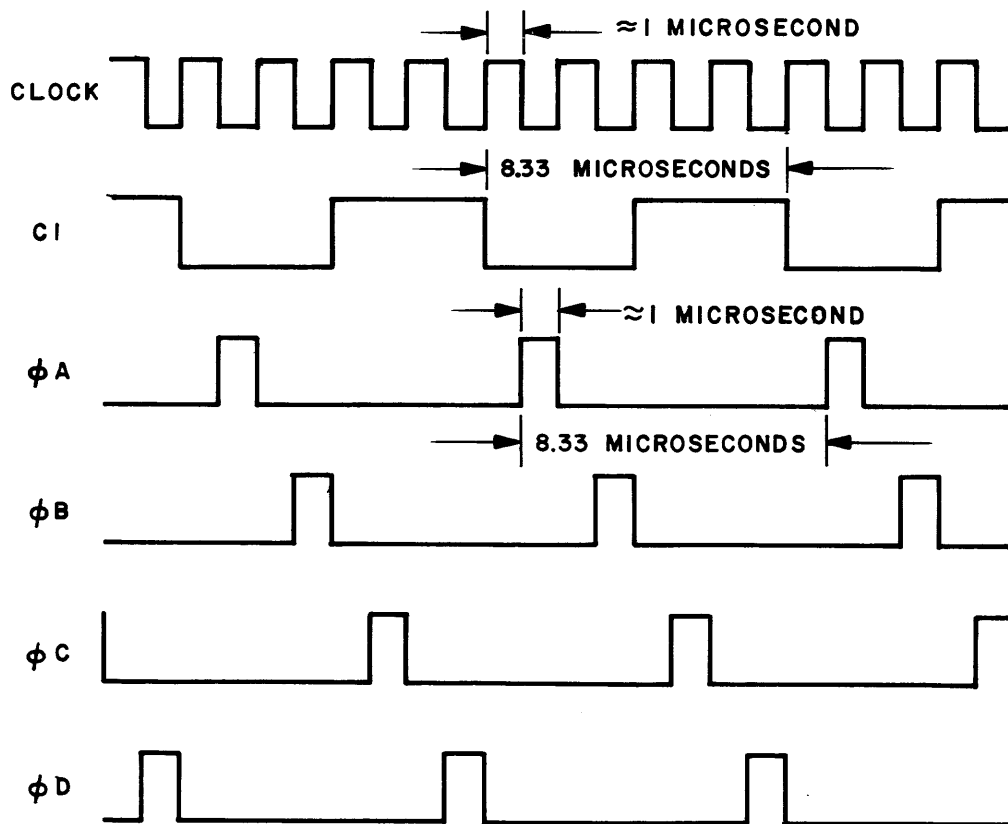 ≈1 MICROSECOND
CLOCK
8.33 MICROSECONDS
C1
≈1 MICROSECOND
ϕA
8.33 MICROSECONDS
ϕB
ϕC
ϕD